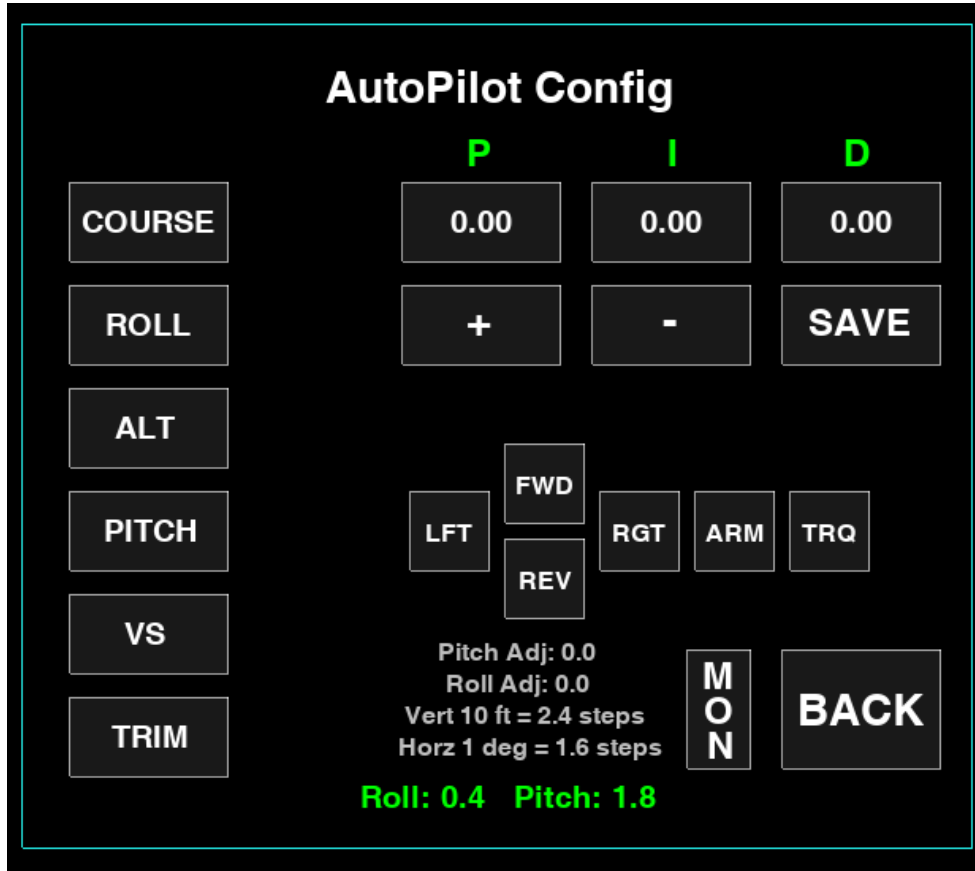 AutoPilot Config
P I D
COURSE 0.00 0.00 0.00
ROLL + - SAVE
ALT
FWD
PITCH LFT RGT ARM TRQ
REV
VS
Pitch Adj: 0.0
Roll Adj: 0.0
Vert 10 ft = 2.4 steps
Horz 1 deg = 1.6 steps
TRIM
M
O
N
BACK
Roll: 0.4 Pitch: 1.8